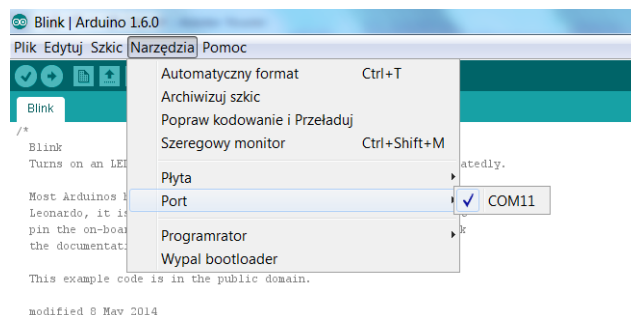 Blink | Arduino 1.6.0
Plik Edytuj Szkic Narzędzia Pomoc
Automatyczny format Ctrl+T
Archiwizuj szkic
Popraw kodowanie i Przeładuj
Szeregowy monitor Ctrl+Shift+M
Płyta
Port
COM11
Programrator
Wypal bootloader
Blink
/*
Blink
Turns on an atedly.
Most Arduinos
Leonardo, it is
pin the on-boar
the documentati
This example code is in the public domain.
modified 8 May 2014